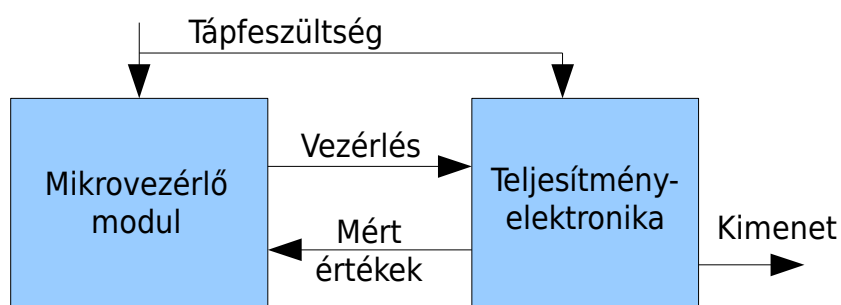 Tápfeszültség
Mikrovezérlő
modul
Vezérlés
Mért
értékek
Teljesítmény-
elektronika
Kimenet